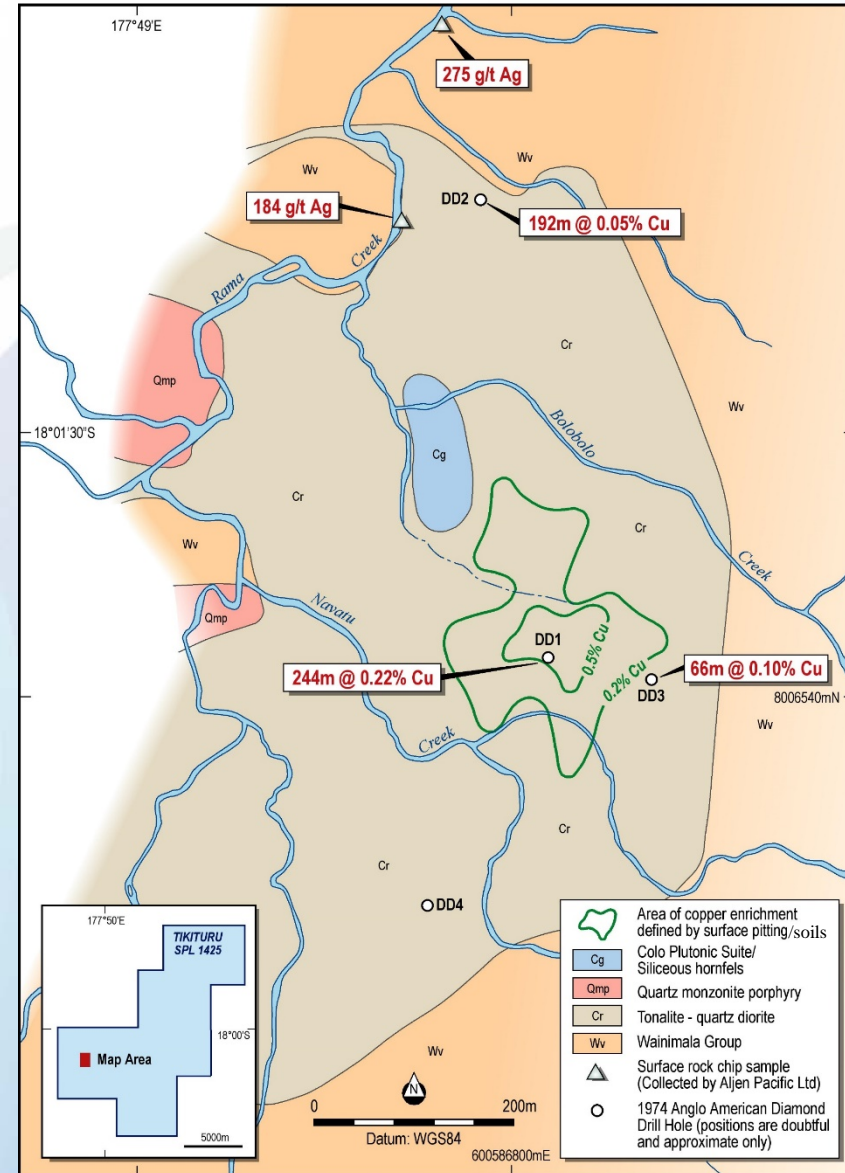 177°49'E
275 g/t Ag
Wv
Wv
184 g/t Ag
DD2
192m @ 0.05% Cu
Creek
Rama
Cr
Qmp
Wv
18°01'30"S
Bolobolo
Cg
Cr
Cr
Wv
Creek
Navatu
Qmp
DD1
0.5% Cu
244m @ 0.22% Cu
0.2% Cu
66m @ 0.10% Cu
DD3
8006540mN
Wv
Creek
Cr
Cr
DD4
Wv
177°50'E
TIKITURU
SPL 1425
18°00'S
Map Area
5000m
N
0
200m
Datum: WGS84
600586800mE
Area of copper enrichment
defined by surface pitting/soils
Cg
Colo Plutonic Suite/
Siliceous hornfels
Qmp
Quartz monzonite porphyry
Cr
Tonalite - quartz diorite
Wv
Wainimala Group
Surface rock chip sample
(Collected by Aljen Pacific Ltd)
1974 Anglo American Diamond
Drill Hole (positions are doubtful
and approximate only)